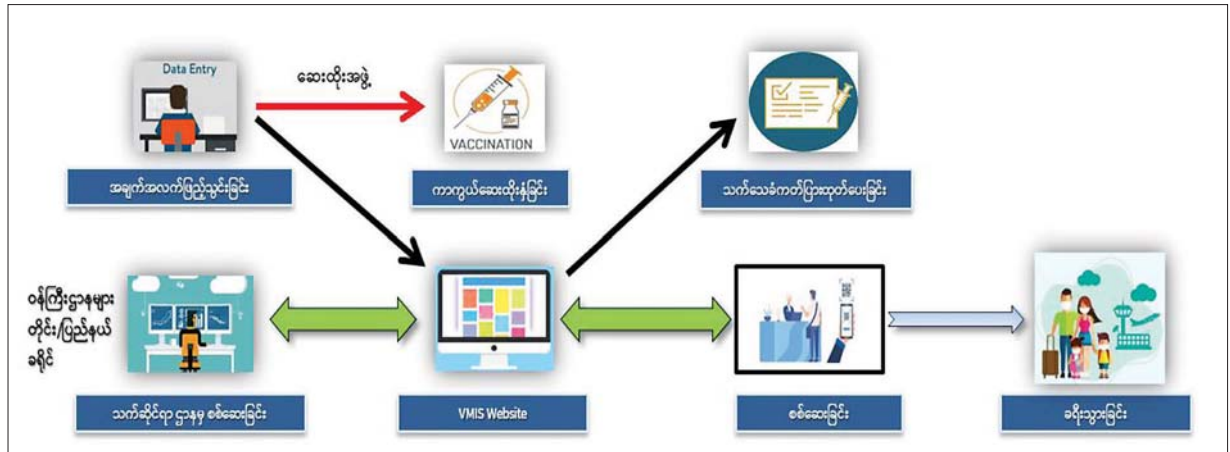 Data Entry
ဆေးထိုးအဖွဲ့
VACCINATION
အချက်အလက်ဖြည့်သွင်းခြင်း
ကာကွယ်ဆေးထိုးနှံခြင်း
သက်သေခံကတ်ပြားထုတ်ပေးခြင်း
ဝန်ကြီးဌာနများ
တိုင်း/ပြည်နယ်
ခရိုင်
သက်ဆိုင်ရာ ဌာနမှ စစ်ဆေးခြင်း
VMIS Website
စစ်ဆေးခြင်း
ခရီးသွားခြင်း